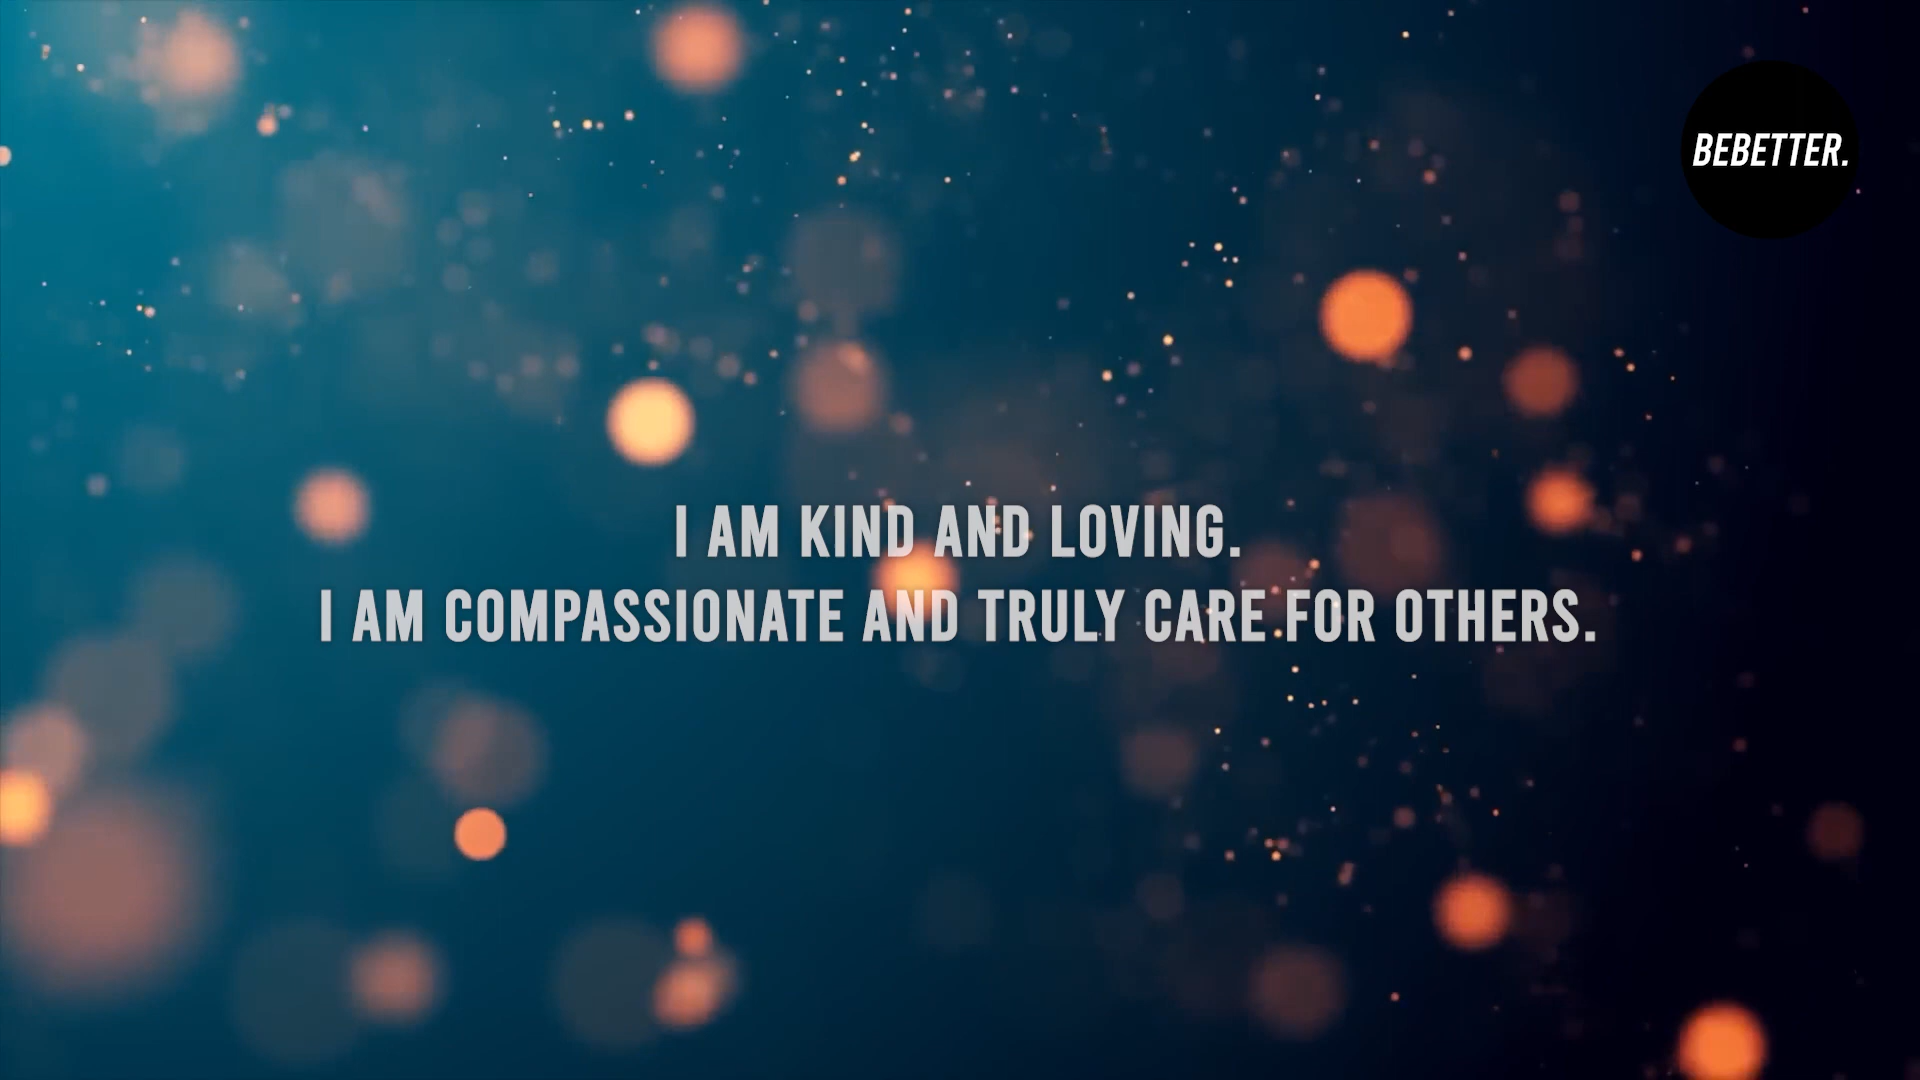 BEBETTER.
I AM KIND AND LOVING.
I AM COMPASSIONATE AND TRULY CARE FOR OTHERS.